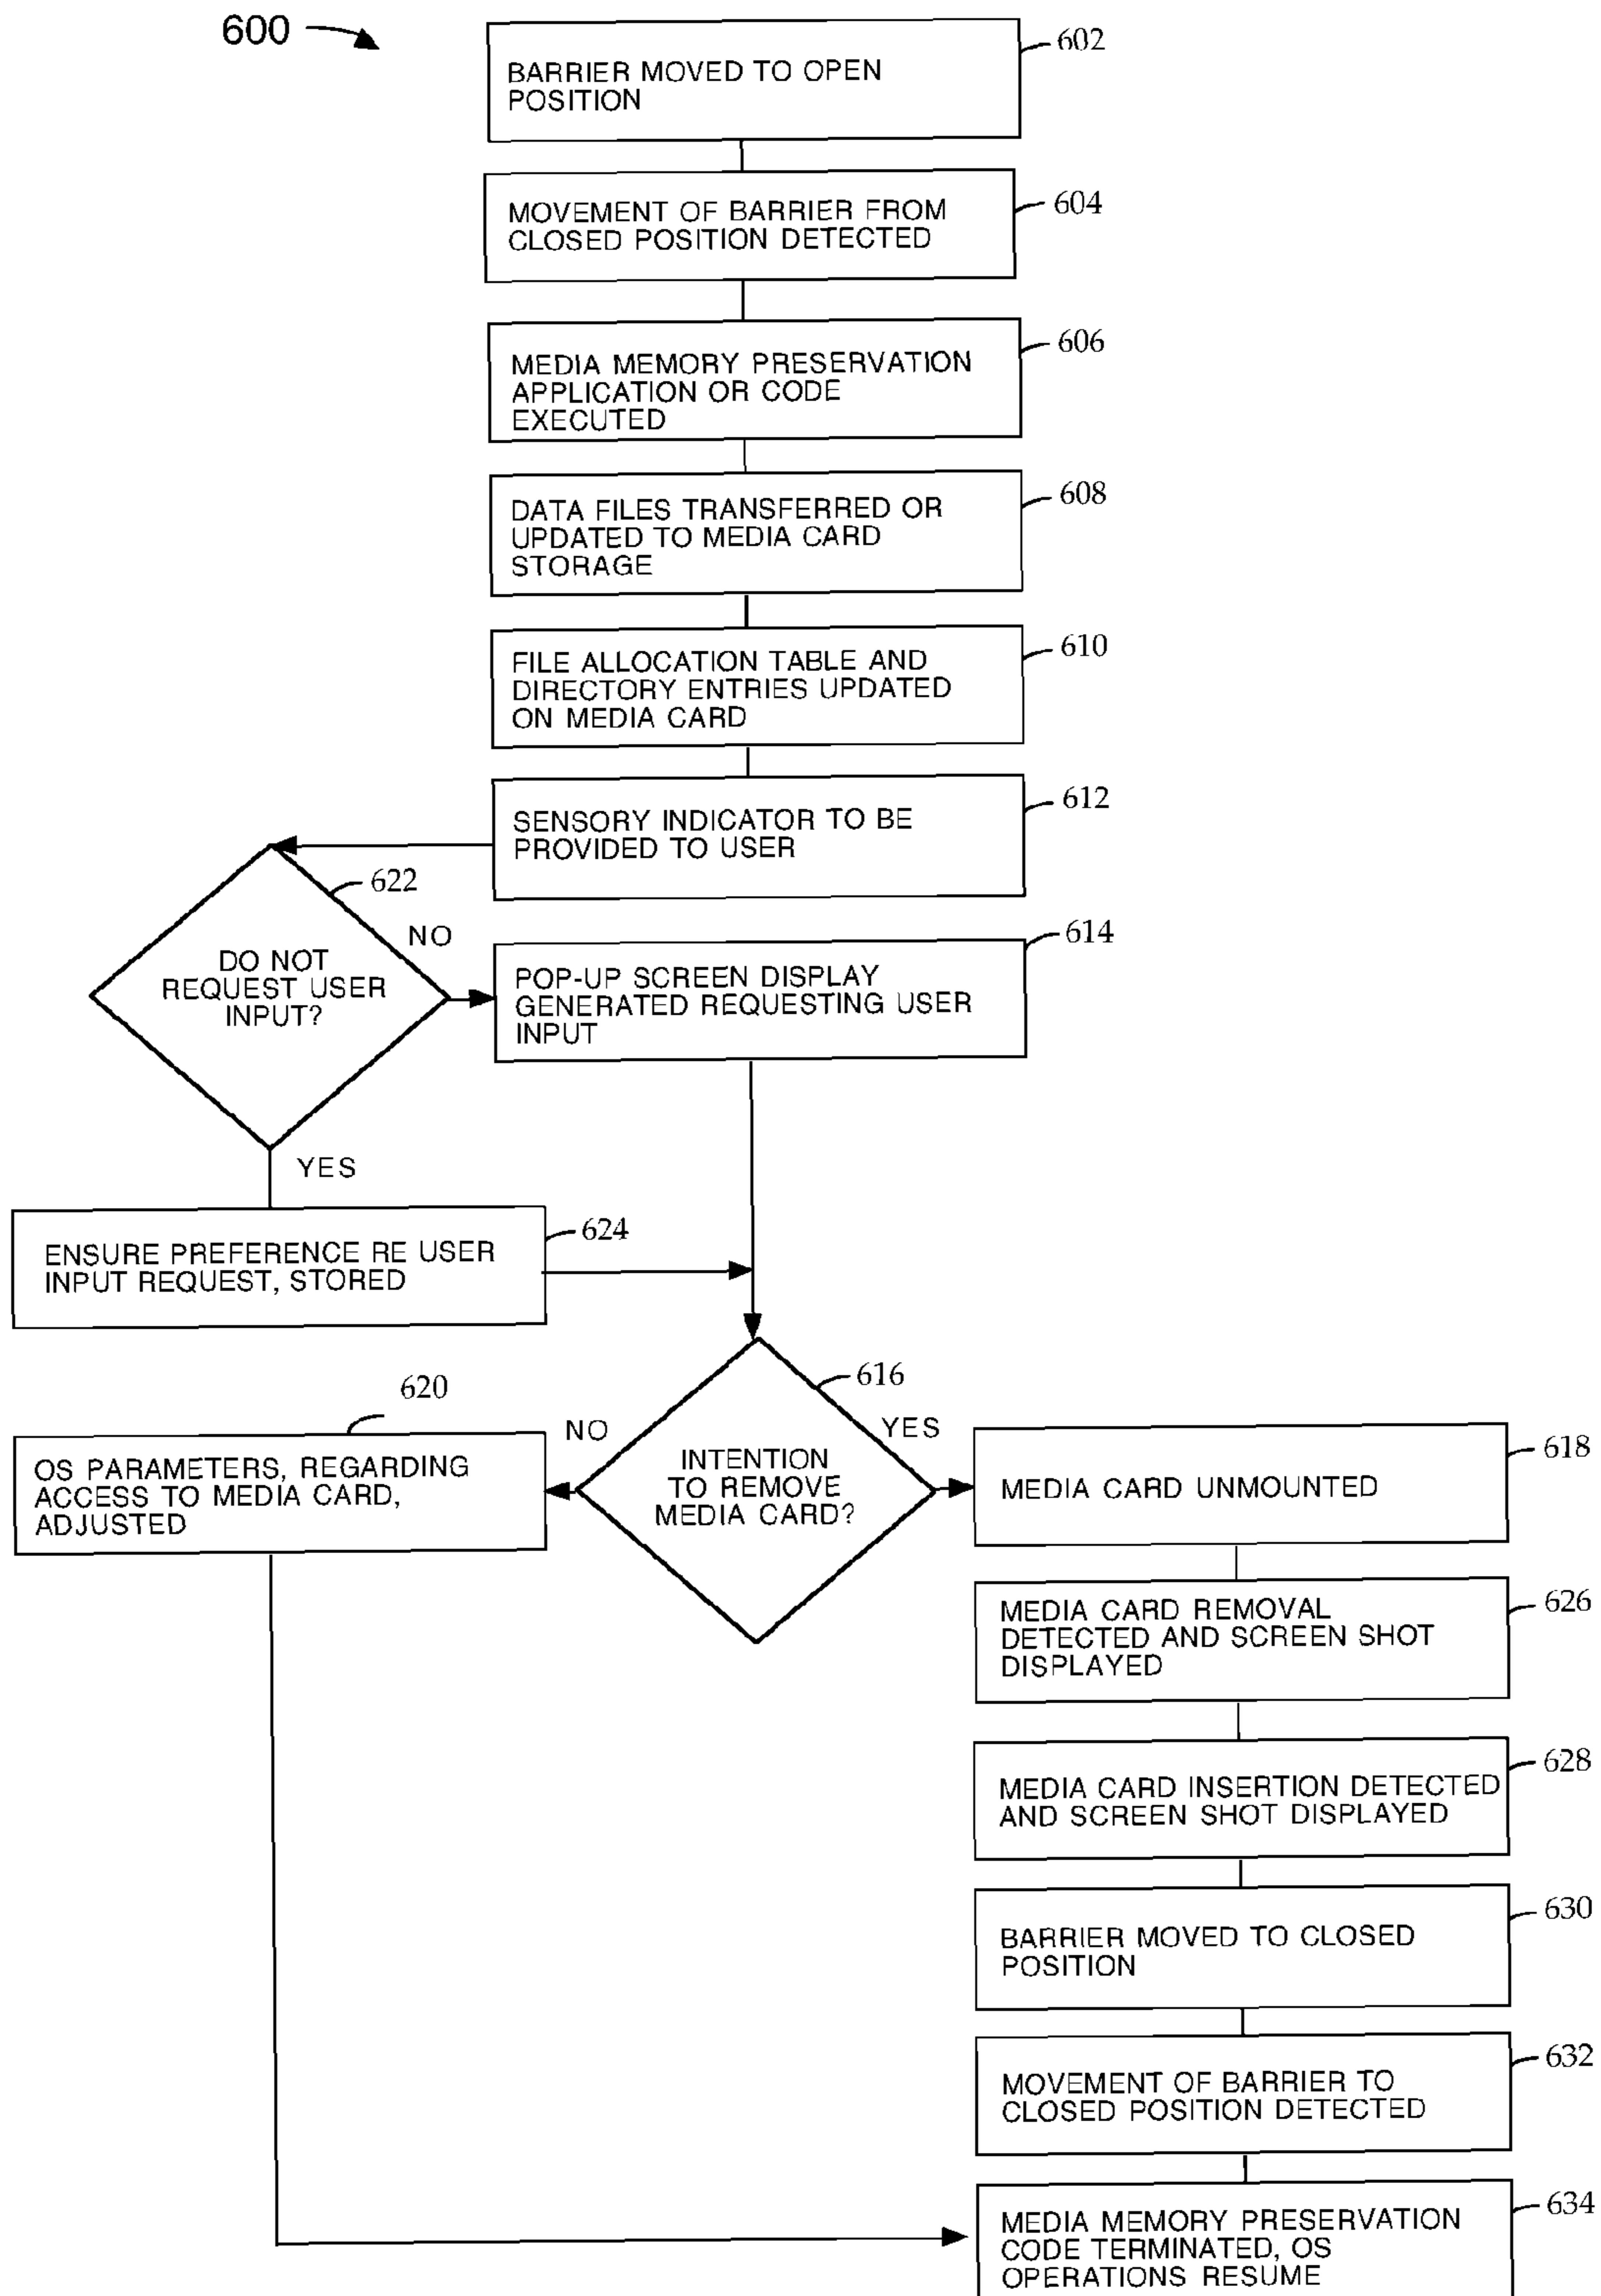 600
602
BARRIER MOVED TO OPEN
POSITION
604
MOVEMENT OF BARRIER FROM
CLOSED POSITION DETECTED
606
MEDIA MEMORY PRESERVATION
APPLICATION OR CODE
EXECUTED
608
DATA FILES TRANSFERRED OR
UPDATED TO MEDIA CARD
STORAGE
610
FILE ALLOCATION TABLE AND
DIRECTORY ENTRIES UPDATED
ON MEDIA CARD
612
SENSORY INDICATOR TO BE
PROVIDED TO USER
622
NO
DO NOT
REQUEST USER
INPUT?
614
POP-UP SCREEN DISPLAY
GENERATED REQUESTING USER
INPUT
YES
624
ENSURE PREFERENCE RE USER
INPUT REQUEST, STORED
616
INTENTION
TO REMOVE
MEDIA CARD?
NO
YES
620
OS PARAMETERS, REGARDING
ACCESS TO MEDIA CARD,
ADJUSTED
618
MEDIA CARD UNMOUNTED
626
MEDIA CARD REMOVAL
DETECTED AND SCREEN SHOT
DISPLAYED
628
MEDIA CARD INSERTION DETECTED
AND SCREEN SHOT DISPLAYED
630
BARRIER MOVED TO CLOSED
POSITION
632
MOVEMENT OF BARRIER TO
CLOSED POSITION DETECTED
634
MEDIA MEMORY PRESERVATION
CODE TERMINATED, OS
OPERATIONS RESUME